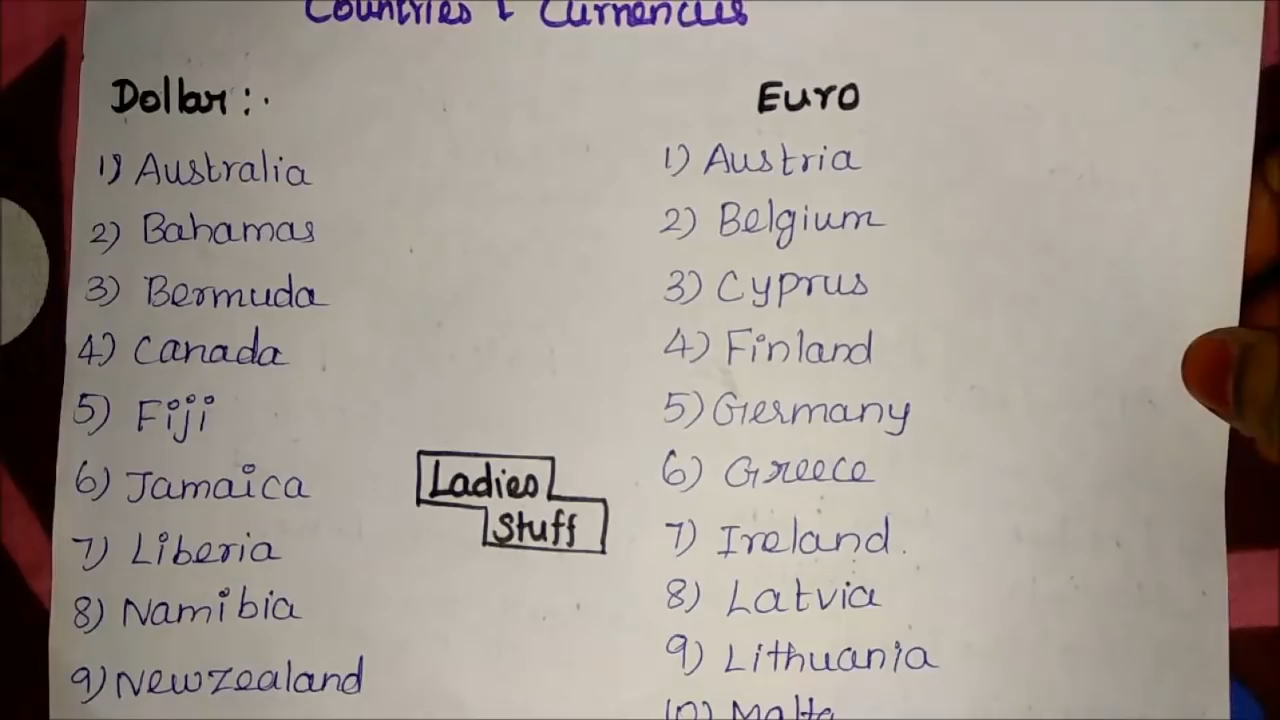 Countries & Currencies
Dollar :.
1) Australia
2) Bahamas
3) Bermuda
4) Canada
5) Fiji
6) Jamaica
7) Liberia
8) Namibia
9) Newzealand
Ladies
Stuff
Euro
1) Austria
2) Belgium
3) Cyprus
4) Finland
5) Germany
6) Greece
7) Ireland.
8) Latvia
9) Lithuania
10) Malta